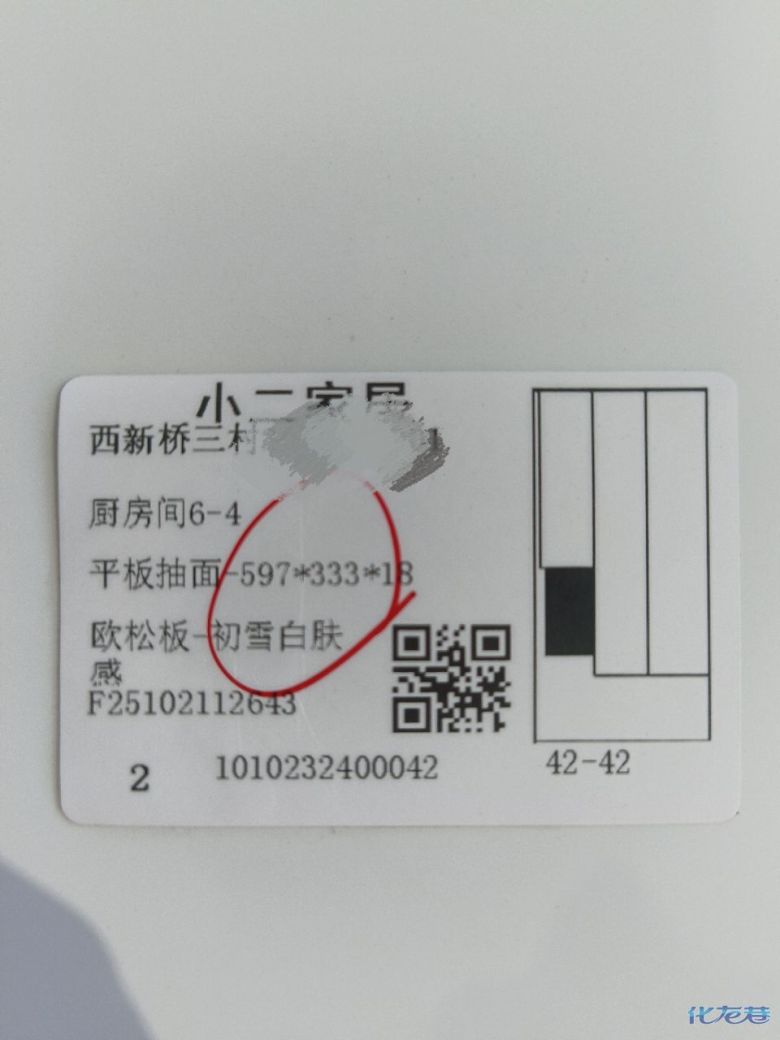 小二家居
西新桥三村
厨房间6-4
平板抽面-597*333*18
欧松板-初雪白肤
感
F25102112643
2
1010232400042
42-42
化龙巷